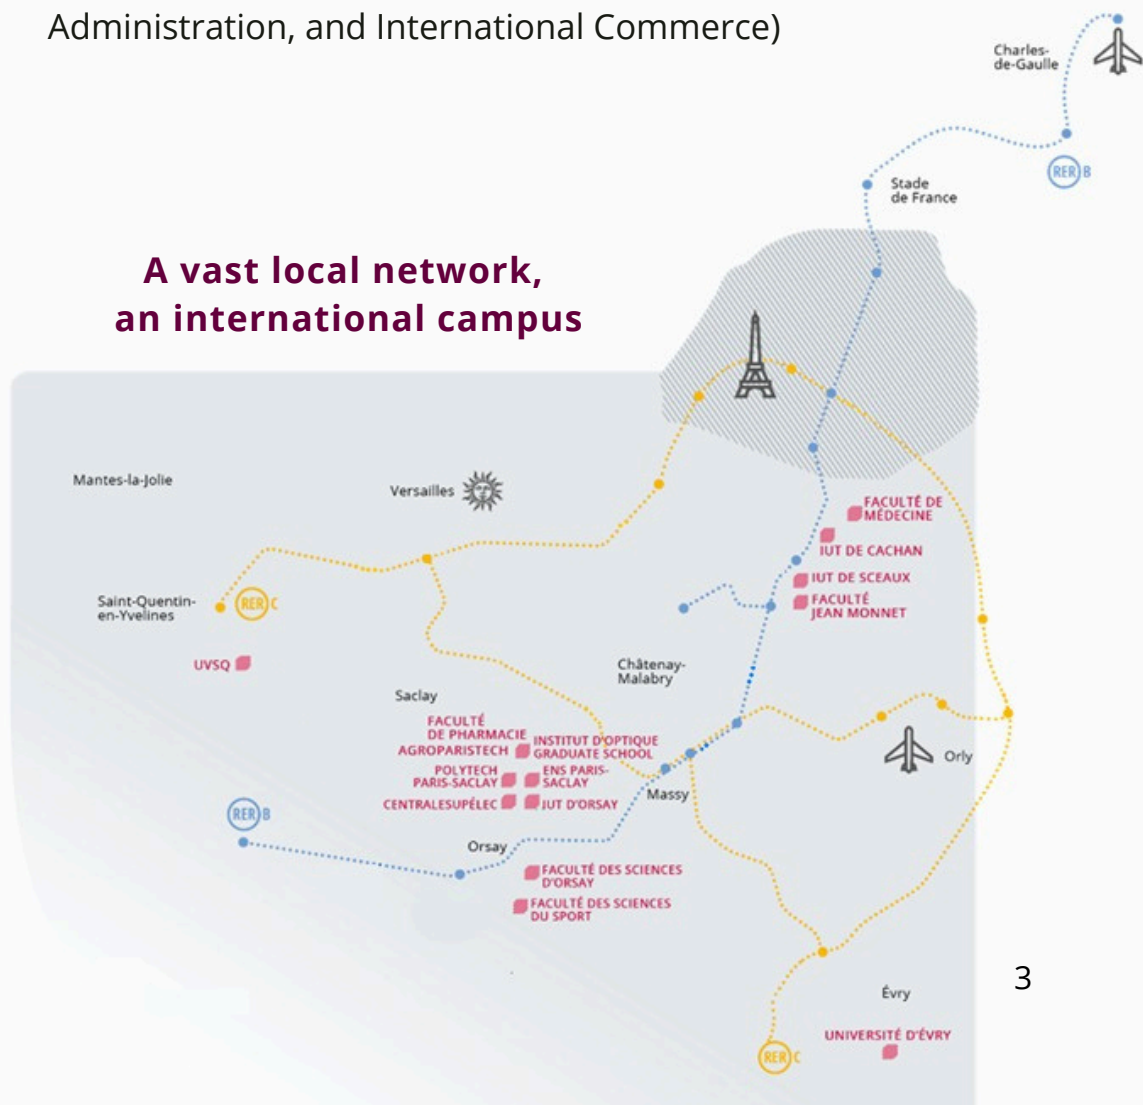 Administration, and International Commerce)
Charles-
de-Gaulle
RER B
Stade
de France
A vast local network,
an international campus
Mantes-la-Jolie
Versailles
FACULTÉ DE
MÉDECINE
IUT DE CACHAN
IUT DE SCEAUX
FACULTÉ
JEAN MONNET
Saint-Quentin-
en-Yvelines
RER C
UVSQ
Châtenay-
Malabry
Saclay
FACULTÉ
DE PHARMACIE
AGROPARISTECH
INSTITUT D'OPTIQUE
GRADUATE SCHOOL
POLYTECH
PARIS-SACLAY
ENS PARIS-
SACLAY
CENTRALESUPÉLEC
IUT D'ORSAY
Massy
Orly
RER B
Orsay
FACULTÉ DES SCIENCES
D'ORSAY
FACULTÉ DES SCIENCES
DU SPORT
3
Évry
UNIVERSITÉ D'ÉVRY
RER C